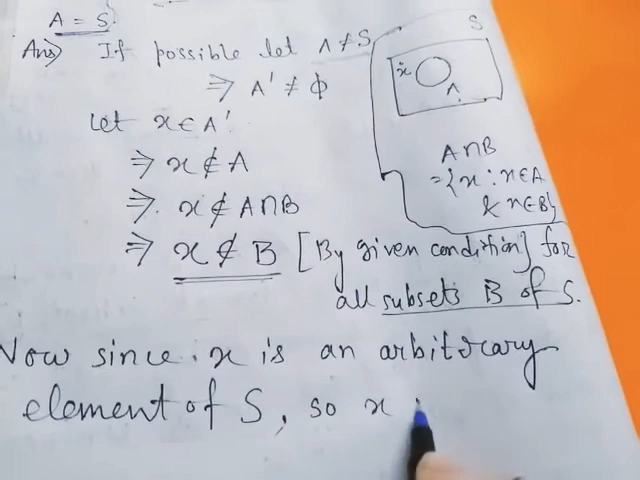 A = S.
Ans) If possible let A ≠ S
⇒ A' ≠ ϕ
Let x ∈ A'
⇒ x ∉ A
⇒ x ∉ A∩B
⇒ x ∉ B [By given condition] for
all subsets B of S.
Now since x is an arbitrary
element of S, so x
S
x
A
A∩B
={x : x∈A
& x∈B}